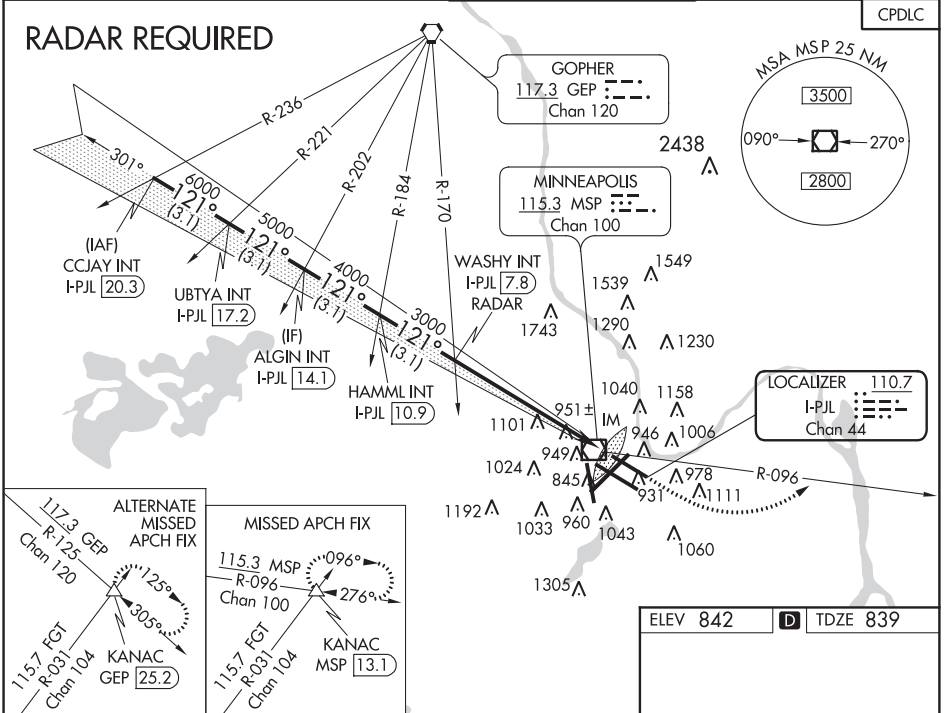 CPDLC
RADAR REQUIRED
MSA MSP 25 NM
3500
090° 270°
2800
GOPHER
117.3 GEP
Chan 120
2438
MINNEAPOLIS
115.3 MSP
Chan 100
R-236
R-221
R-202
R-184
R-170
301°
6000
121°
(3.1)
5000
121°
(3.1)
4000
121°
(3.1)
3000
121°
(3.1)
(IAF)
CCJAY INT
I-PJL 20.3
UBTYA INT
I-PJL 17.2
(IF)
ALGIN INT
I-PJL 14.1
HAMML INT
I-PJL 10.9
WASHY INT
I-PJL 7.8
RADAR
1549
1539
1743
1290
1230
1040
1158
951±
IM
1101
946
1006
949
1024
845
931
978
1111
R-096
1192
1033
960
1043
1060
1305
LOCALIZER 110.7
I-PJL
Chan 44
ALTERNATE
MISSED
APCH FIX
117.3 GEP
R-125
Chan 120
125°
305°
115.7 FGT
R-031
Chan 104
KANAC
GEP 25.2
MISSED APCH FIX
115.3 MSP
R-096
Chan 100
096°
276°
115.7 FGT
R-031
Chan 104
KANAC
MSP 13.1
ELEV 842 D TDZE 839